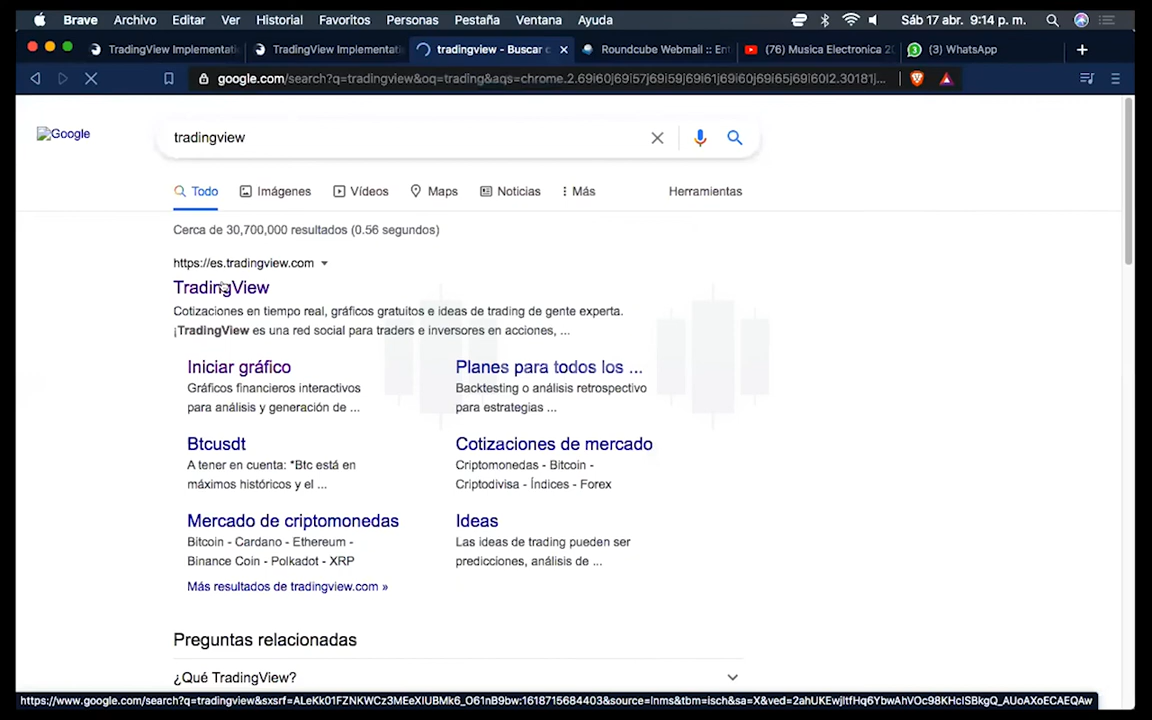 Brave Archivo Editar Ver Historial Favoritos Personas Pestaña Ventana Ayuda Sáb 17 abr. 9:14 p. m.
TradingView Implementati TradingView Implementati tradingview - Buscar c Roundcube Webmail :: Ent (76) Musica Electronica 20 3 (3) WhatsApp
google.com/search?q=tradingview&oq=trading&aqs=chrome.2.69i60j69i57j69i59j69i61j69i60j69i65j69i60l2.30181j...
Google
tradingview
Todo Imágenes Vídeos Maps Noticias Más Herramientas
Cerca de 30,700,000 resultados (0.56 segundos)
https://es.tradingview.com
TradingView
Cotizaciones en tiempo real, gráficos gratuitos e ideas de trading de gente experta.
¡TradingView es una red social para traders e inversores en acciones, ...
Iniciar gráfico Planes para todos los ...
Gráficos financieros interactivos Backtesting o análisis retrospectivo
para análisis y generación de ... para estrategias ...
Btcusdt Cotizaciones de mercado
A tener en cuenta: *Btc está en Criptomonedas - Bitcoin -
máximos históricos y el ... Criptodivisa - Índices - Forex
Mercado de criptomonedas Ideas
Bitcoin - Cardano - Ethereum - Las ideas de trading pueden ser
Binance Coin - Polkadot - XRP predicciones, análisis de ...
Más resultados de tradingview.com »
Preguntas relacionadas
¿Qué TradingView?